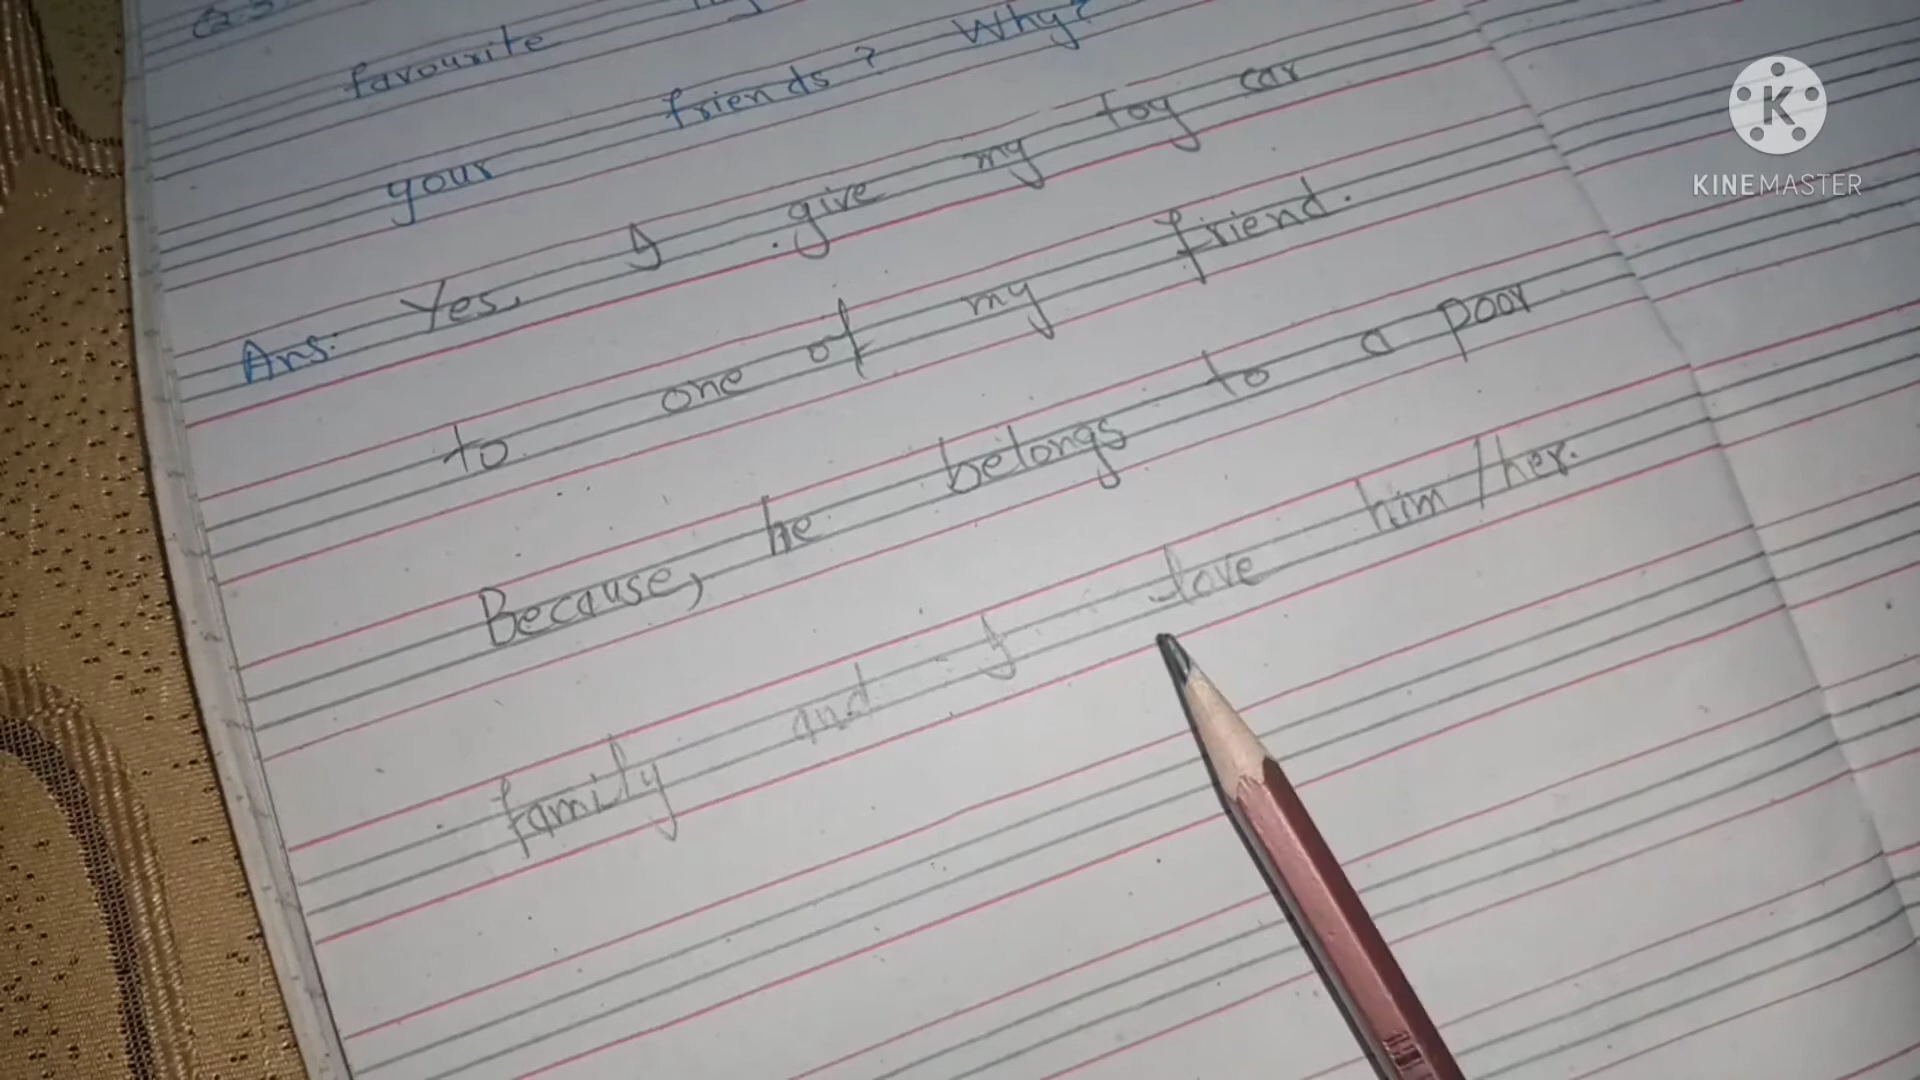 Q.3
favourite
your friends? Why?
Ans: Yes, I give my toy car
to one of my friend.
Because, he belongs to a poor
family and I love him/her.
K
KINEMASTER